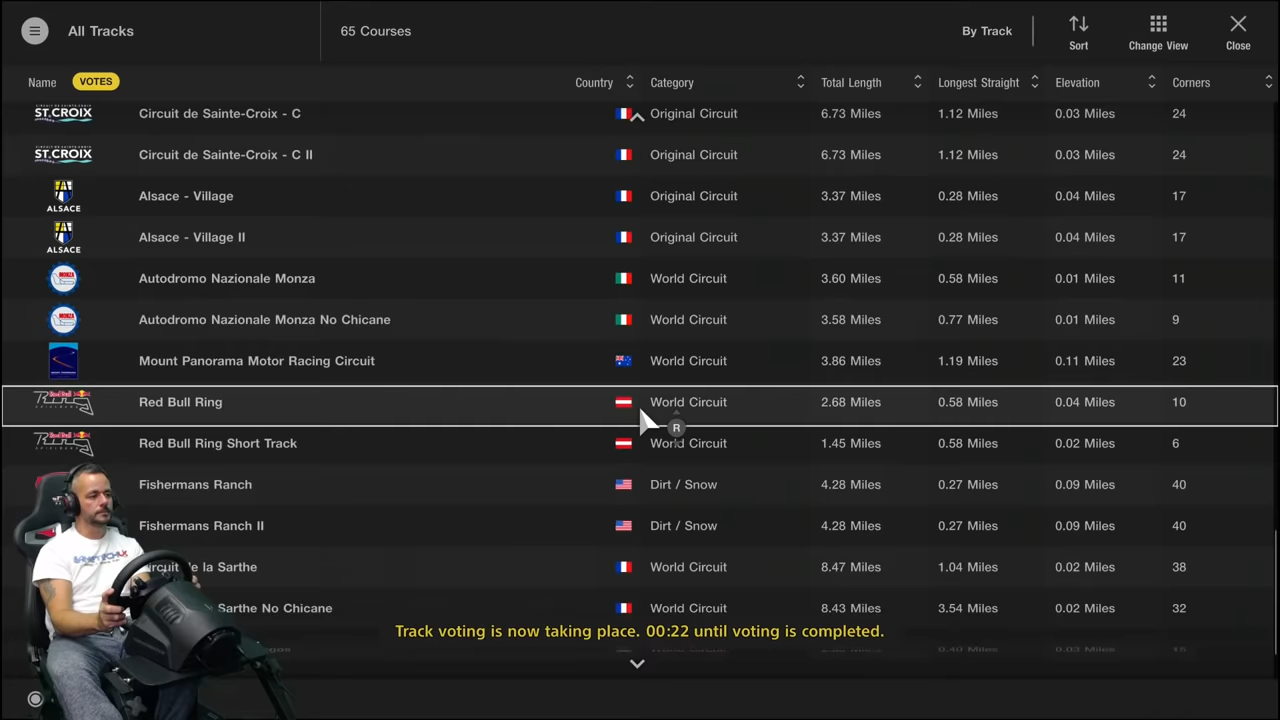 All Tracks
65 Courses
By Track
Sort
Change View
Close
Name VOTES Country Category Total Length Longest Straight Elevation Corners
ST.CROIX Circuit de Sainte-Croix - C Original Circuit 6.73 Miles 1.12 Miles 0.03 Miles 24
ST.CROIX Circuit de Sainte-Croix - C II Original Circuit 6.73 Miles 1.12 Miles 0.03 Miles 24
ALSACE Alsace - Village Original Circuit 3.37 Miles 0.28 Miles 0.04 Miles 17
ALSACE Alsace - Village II Original Circuit 3.37 Miles 0.28 Miles 0.04 Miles 17
MONZA Autodromo Nazionale Monza World Circuit 3.60 Miles 0.58 Miles 0.01 Miles 11
MONZA Autodromo Nazionale Monza No Chicane World Circuit 3.58 Miles 0.77 Miles 0.01 Miles 9
Mount Panorama Motor Racing Circuit World Circuit 3.86 Miles 1.19 Miles 0.11 Miles 23
Red Bull Red Bull Ring World Circuit 2.68 Miles 0.58 Miles 0.04 Miles 10
R
Red Bull Red Bull Ring Short Track World Circuit 1.45 Miles 0.58 Miles 0.02 Miles 6
Fishermans Ranch Dirt / Snow 4.28 Miles 0.27 Miles 0.09 Miles 40
Fishermans Ranch II Dirt / Snow 4.28 Miles 0.27 Miles 0.09 Miles 40
ircuit de la Sarthe World Circuit 8.47 Miles 1.04 Miles 0.02 Miles 38
Sarthe No Chicane World Circuit 8.43 Miles 3.54 Miles 0.02 Miles 32
Track voting is now taking place. 00:22 until voting is completed.